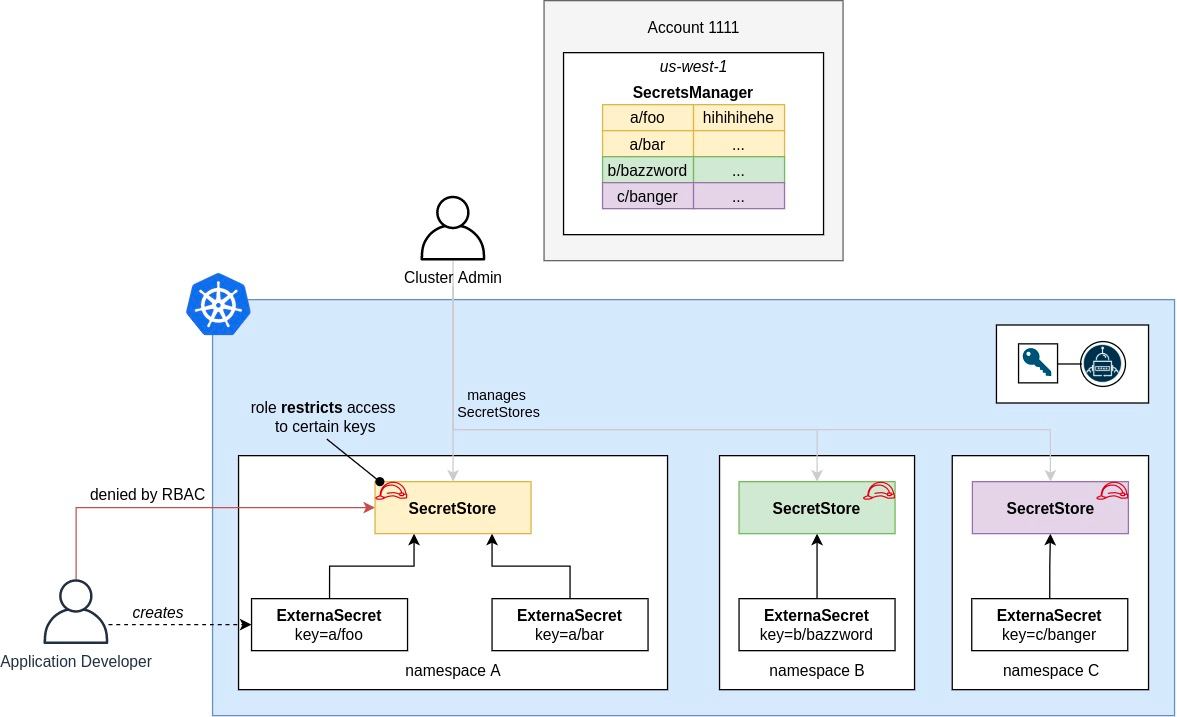 Account 1111
us-west-1
SecretsManager
a/foo hihihihehe
a/bar ...
b/bazzword ...
c/banger ...
Cluster Admin
manages
SecretStores
role restricts access
to certain keys
denied by RBAC
SecretStore
SecretStore
SecretStore
creates
ExternaSecret
key=a/foo
ExternaSecret
key=a/bar
ExternaSecret
key=b/bazzword
ExternaSecret
key=c/banger
Application Developer
namespace A
namespace B
namespace C